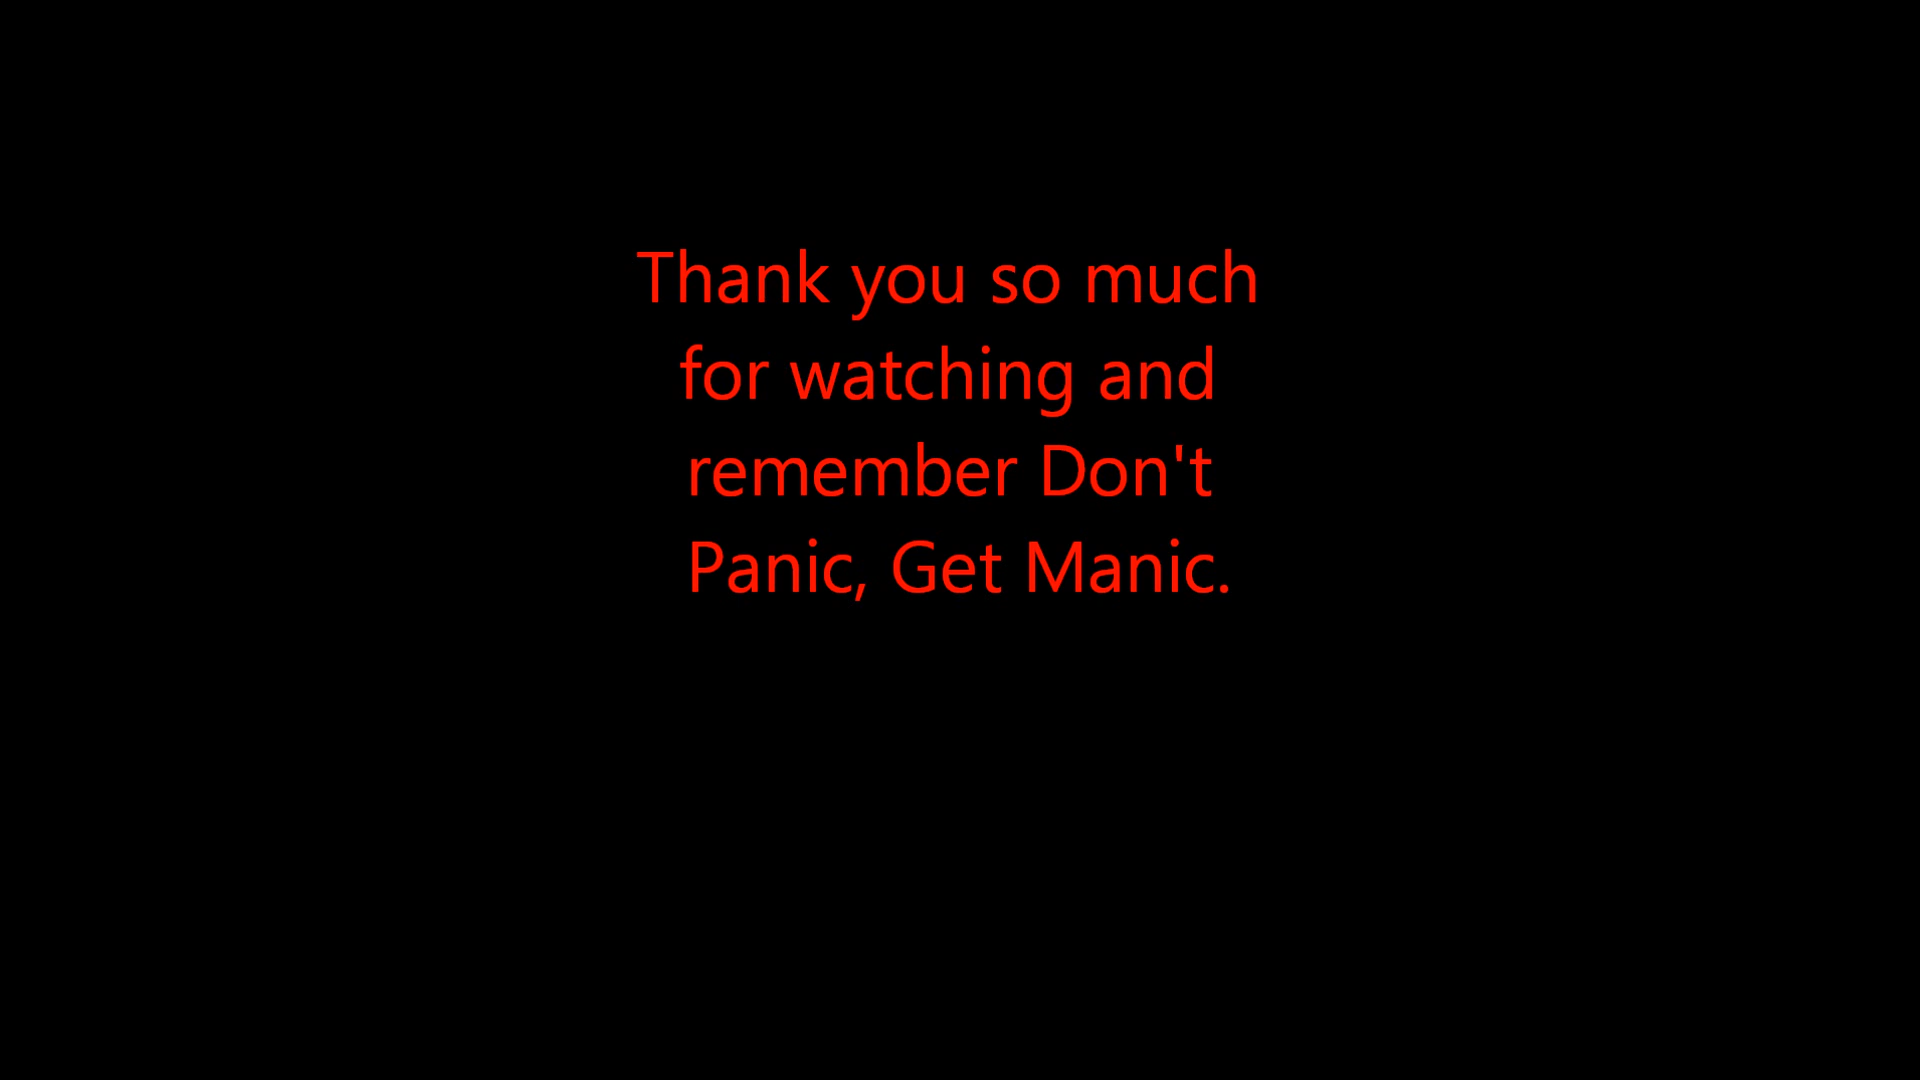 Thank you so much
for watching and
remember Don't
Panic, Get Manic.